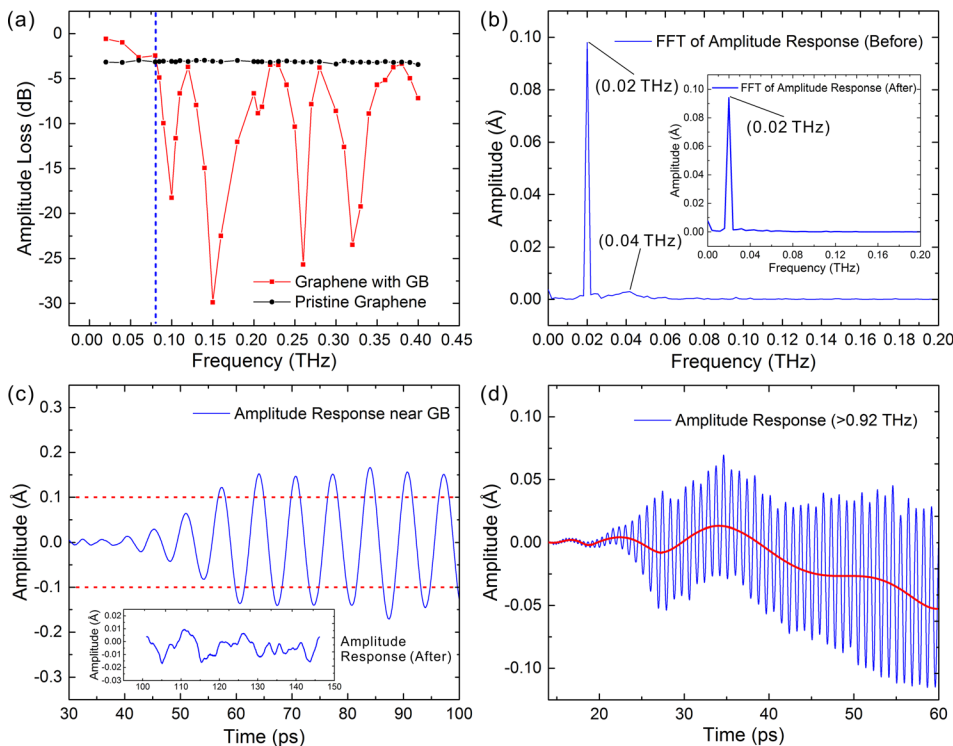 (a)
0
-5
-10
-15
-20
-25
-30
Amplitude Loss (dB)
Graphene with GB
Pristine Graphene
0.00 0.05 0.10 0.15 0.20 0.25 0.30 0.35 0.40 0.45
Frequency (THz)
(b)
0.10
0.08
0.06
0.04
0.02
0.00
Amplitude (Å)
FFT of Amplitude Response (Before)
(0.02 THz)
(0.04 THz)
0.10
0.08
0.06
0.04
0.02
0.00
Amplitude (Å)
FFT of Amplitude Response (After)
(0.02 THz)
0.00 0.04 0.08 0.12 0.16 0.20
Frequency (THz)
0.00 0.02 0.04 0.06 0.08 0.10 0.12 0.14 0.16 0.18 0.20
Frequency (THz)
(c)
0.3
0.2
0.1
0.0
-0.1
-0.2
-0.3
Amplitude (Å)
Amplitude Response near GB
0.02
0.01
0.00
-0.01
-0.02
-0.03
Amplitude (Å)
100 110 120 130 140 150
Amplitude
Response (After)
30 40 50 60 70 80 90 100
Time (ps)
(d)
0.10
0.05
0.00
-0.05
-0.10
Amplitude (Å)
Amplitude Response (>0.92 THz)
20 30 40 50 60
Time (ps)